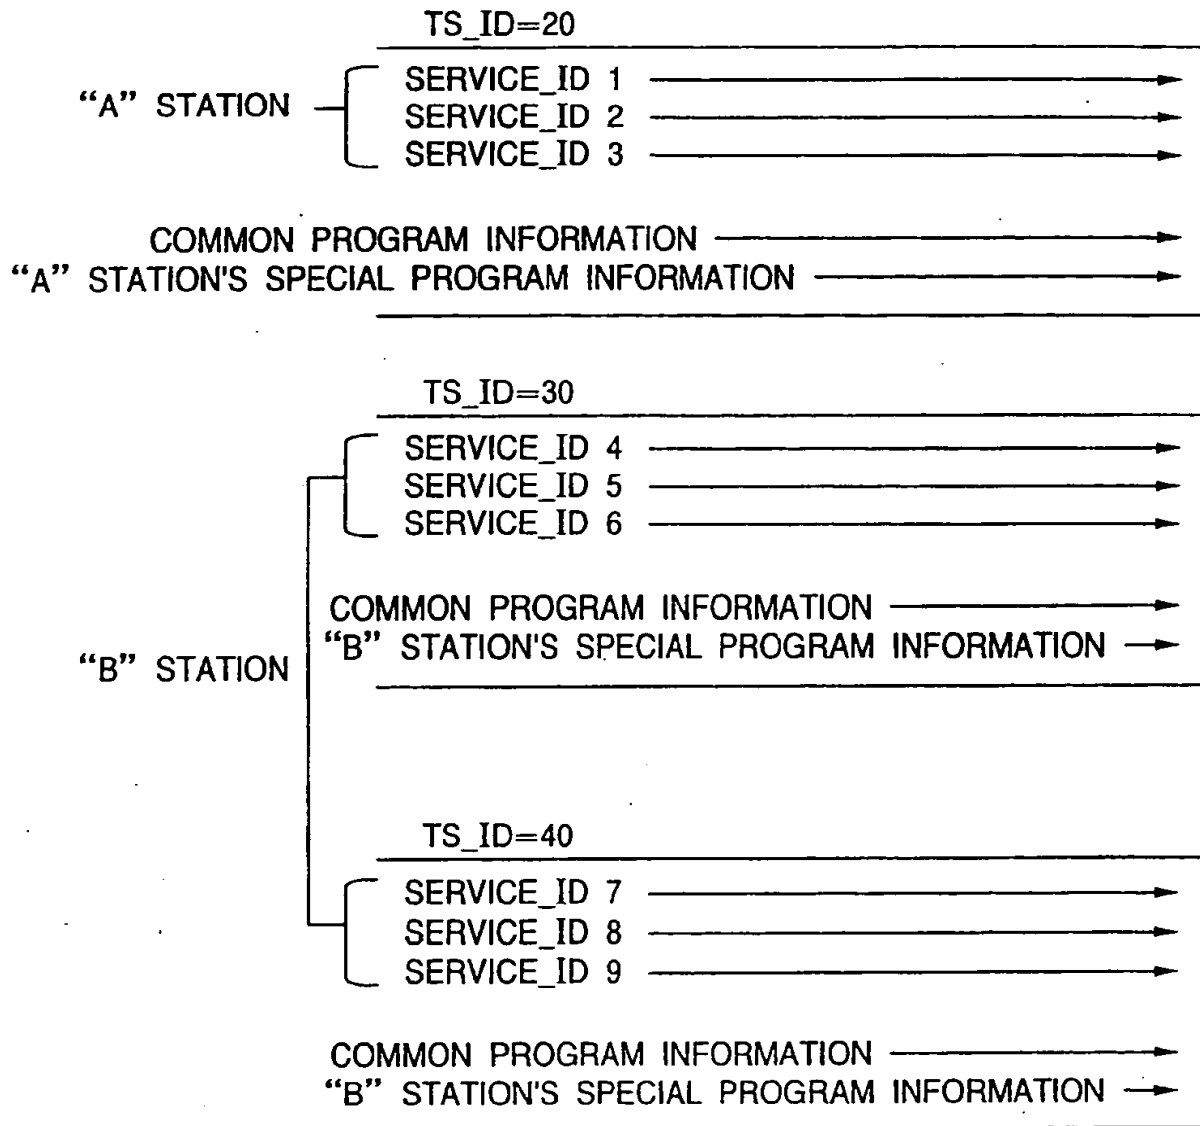 TS_ID=20
SERVICE_ID 1
"A" STATION
SERVICE_ID 2
SERVICE_ID 3
COMMON PROGRAM INFORMATION
"A" STATION'S SPECIAL PROGRAM INFORMATION
TS_ID=30
SERVICE_ID 4
SERVICE_ID 5
SERVICE_ID 6
COMMON PROGRAM INFORMATION
"B" STATION'S SPECIAL PROGRAM INFORMATION
"B" STATION
TS_ID=40
SERVICE_ID 7
SERVICE_ID 8
SERVICE_ID 9
COMMON PROGRAM INFORMATION
"B" STATION'S SPECIAL PROGRAM INFORMATION